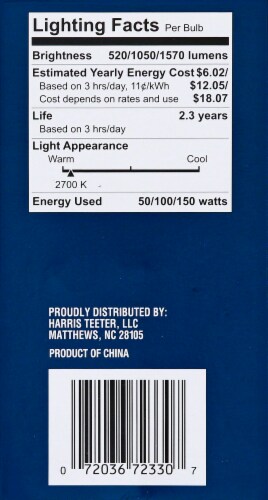 Lighting Facts Per Bulb
Brightness 520/1050/1570 lumens
Estimated Yearly Energy Cost $6.02/
Based on 3 hrs/day, 11¢/kWh $12.05/
Cost depends on rates and use $18.07
Life 2.3 years
Based on 3 hrs/day
Light Appearance
Warm Cool
2700 K
Energy Used 50/100/150 watts
PROUDLY DISTRIBUTED BY:
HARRIS TEETER, LLC
MATTHEWS, NC 28105
PRODUCT OF CHINA
0 72036 72330 7